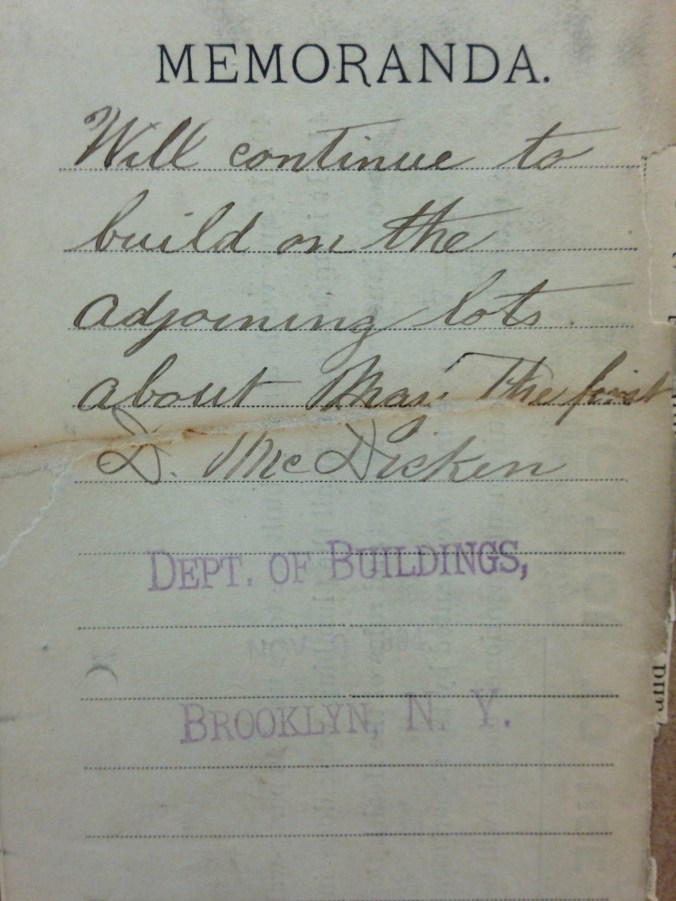 MEMORANDA.
Will continue to
build on the
adjoining lots
about May the first
D. McDicken
DEPT. OF BUILDINGS,
BROOKLYN, N. Y.